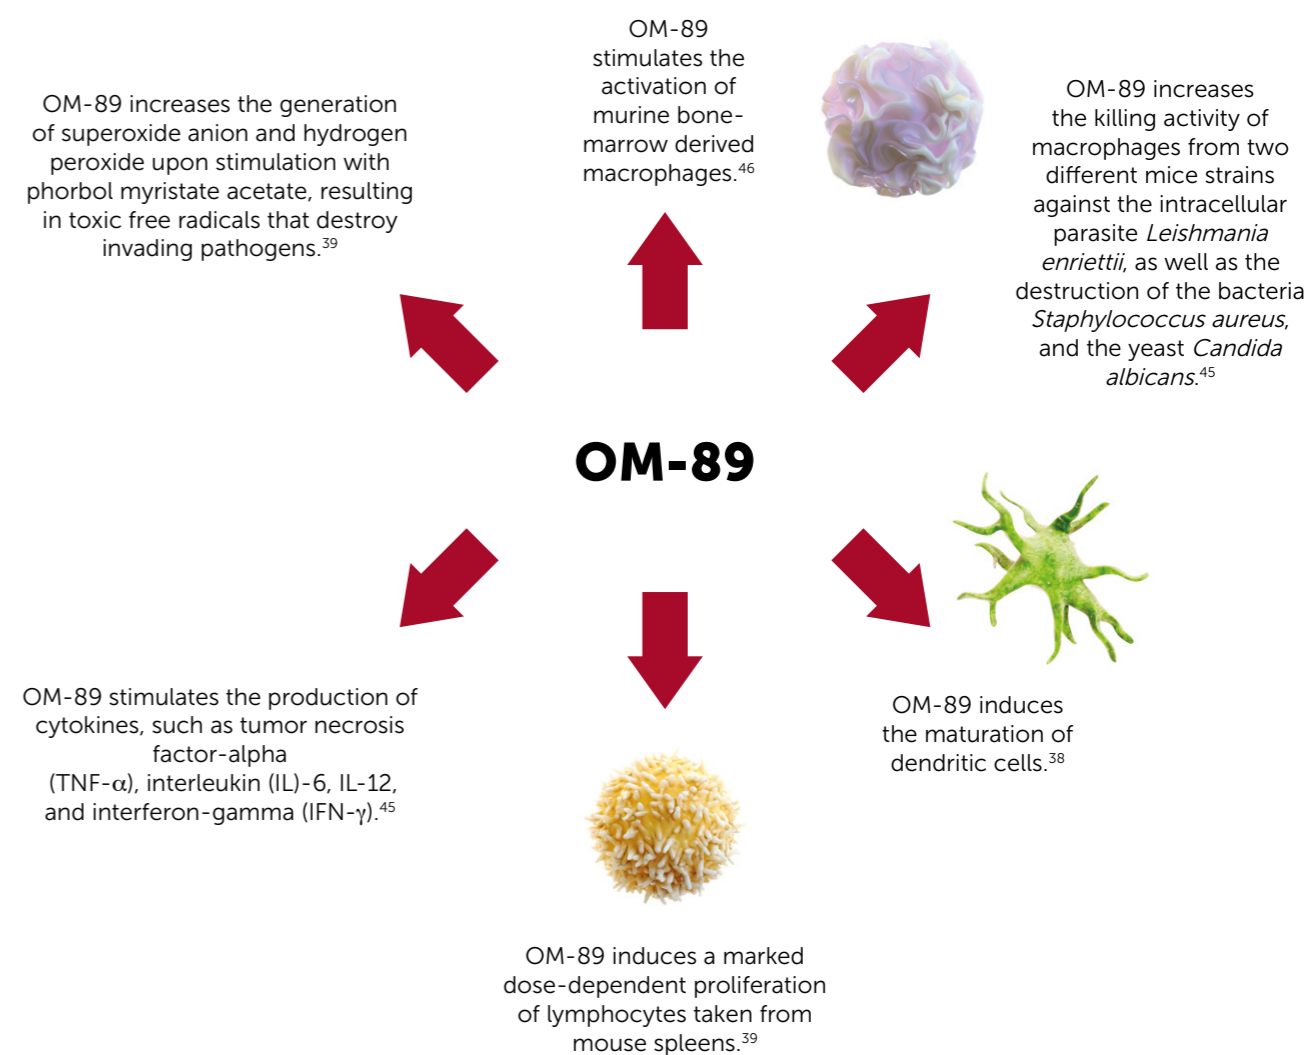 OM-89
stimulates the
activation of
murine bone-
marrow derived
macrophages.46
OM-89 increases the generation
of superoxide anion and hydrogen
peroxide upon stimulation with
phorbol myristate acetate, resulting
in toxic free radicals that destroy
invading pathogens.39
OM-89 increases
the killing activity of
macrophages from two
different mice strains
against the intracellular
parasite Leishmania
enriettii, as well as the
destruction of the bacteria
Staphylococcus aureus,
and the yeast Candida
albicans.45
OM-89
OM-89 stimulates the production of
cytokines, such as tumor necrosis
factor-alpha
(TNF-α), interleukin (IL)-6, IL-12,
and interferon-gamma (IFN-γ).45
OM-89 induces
the maturation of
dendritic cells.38
OM-89 induces a marked
dose-dependent proliferation
of lymphocytes taken from
mouse spleens.39